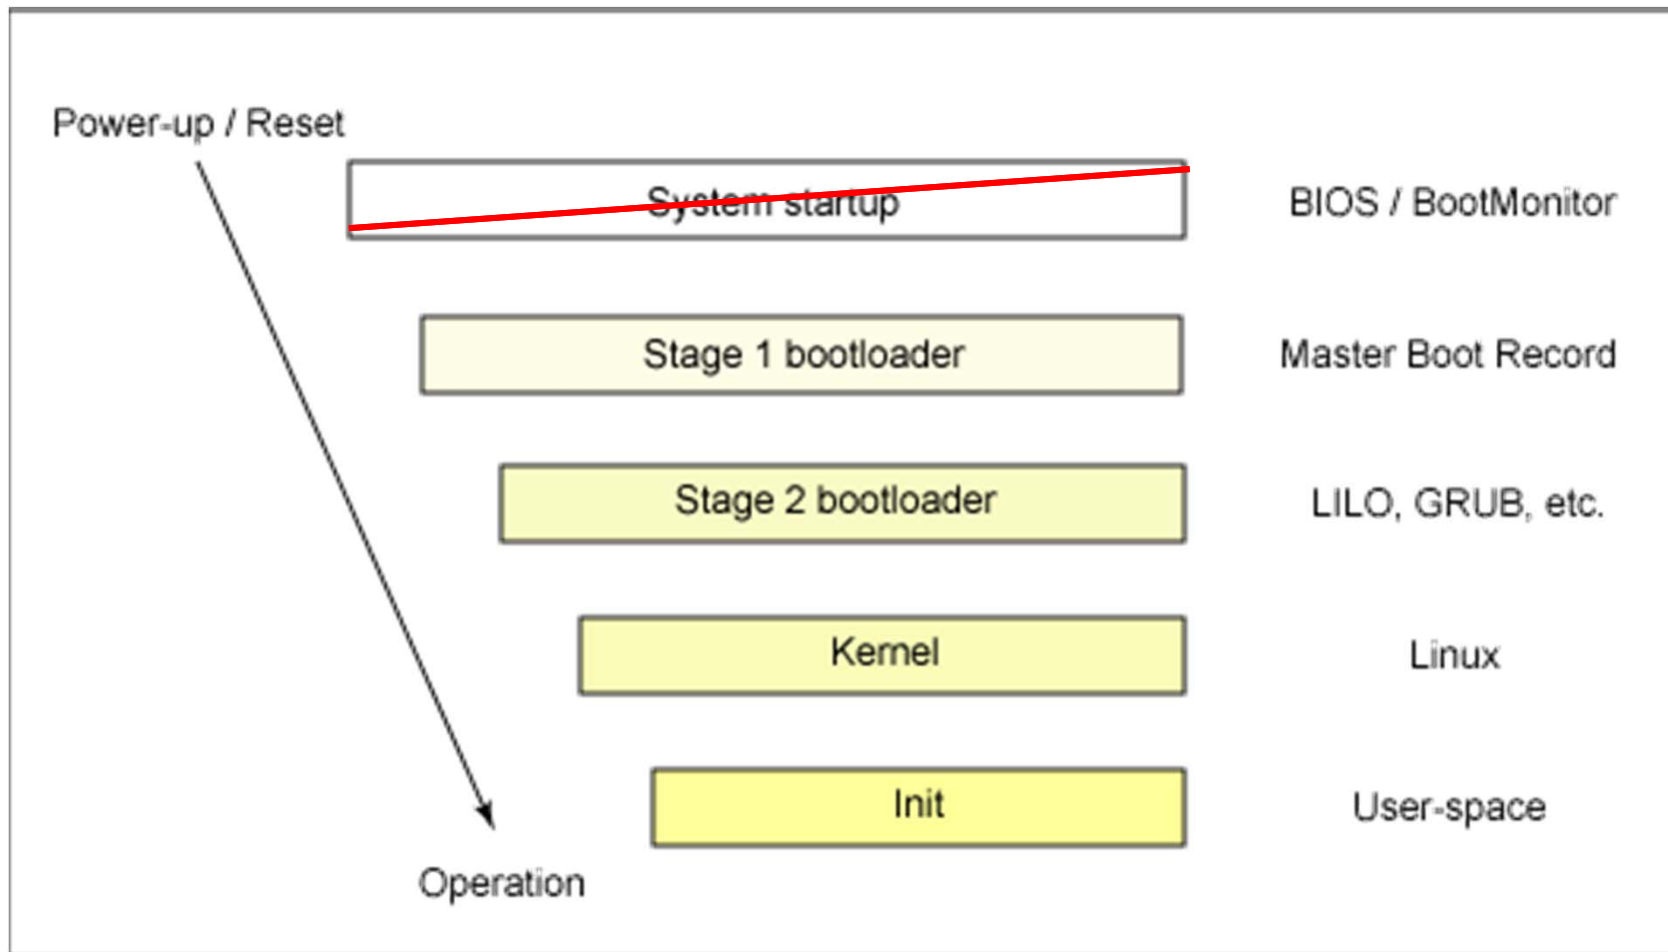 Power-up / Reset
System startup
BIOS / BootMonitor
Stage 1 bootloader
Master Boot Record
Stage 2 bootloader
LILO, GRUB, etc.
Kernel
Linux
Init
User-space
Operation